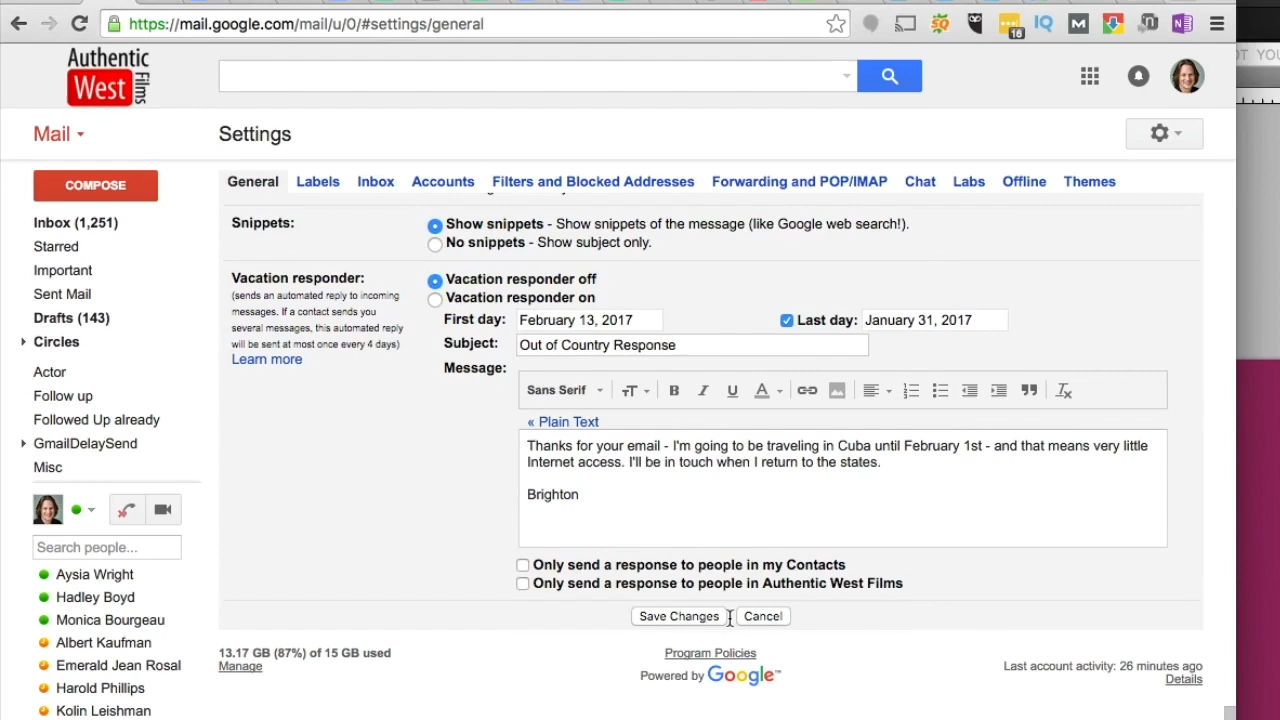 https://mail.google.com/mail/u/0/#settings/general
16
Authentic
West
Films
Mail
Settings
COMPOSE
General Labels Inbox Accounts Filters and Blocked Addresses Forwarding and POP/IMAP Chat Labs Offline Themes
Inbox (1,251)
Starred
Important
Sent Mail
Drafts (143)
Circles
Actor
Follow up
Followed Up already
GmailDelaySend
Misc
Search people...
Aysia Wright
Hadley Boyd
Monica Bourgeau
Albert Kaufman
Emerald Jean Rosal
Harold Phillips
Kolin Leishman
Snippets:
Show snippets - Show snippets of the message (like Google web search!).
No snippets - Show subject only.
Vacation responder:
(sends an automated reply to incoming
messages. If a contact sends you
several messages, this automated reply
will be sent at most once every 4 days)
Learn more
Vacation responder off
Vacation responder on
First day: February 13, 2017 Last day: January 31, 2017
Subject: Out of Country Response
Message:
Sans Serif
« Plain Text
Thanks for your email - I'm going to be traveling in Cuba until February 1st - and that means very little
Internet access. I'll be in touch when I return to the states.
Brighton
Only send a response to people in my Contacts
Only send a response to people in Authentic West Films
Save Changes Cancel
13.17 GB (87%) of 15 GB used
Manage
Program Policies
Powered by Google™
Last account activity: 26 minutes ago
Details